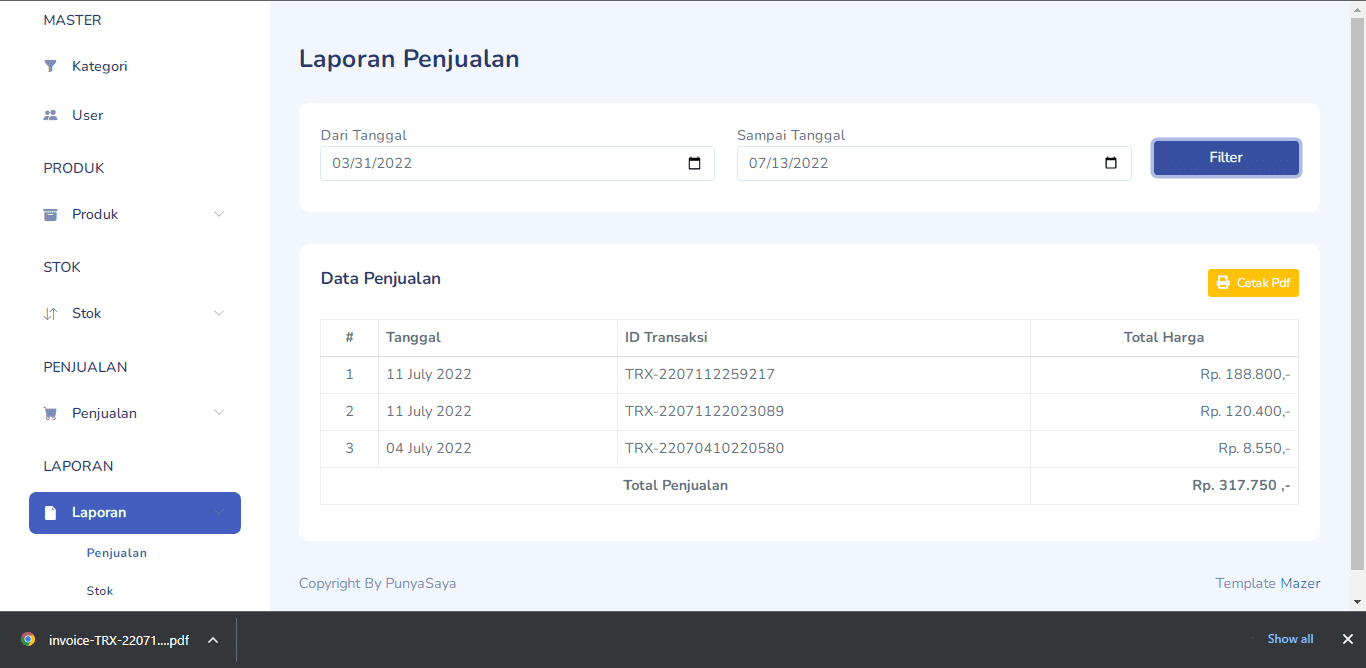 MASTER
Kategori
User
PRODUK
Produk
STOK
Stok
PENJUALAN
Penjualan
LAPORAN
Laporan
Penjualan
Stok
Laporan Penjualan
Dari Tanggal
03/31/2022
Sampai Tanggal
07/13/2022
Filter
Data Penjualan
Cetak Pdf
# Tanggal ID Transaksi Total Harga
1 11 July 2022 TRX-2207112259217 Rp. 188.800,-
2 11 July 2022 TRX-22071122023089 Rp. 120.400,-
3 04 July 2022 TRX-22070410220580 Rp. 8.550,-
Total Penjualan Rp. 317.750 ,-
Copyright By PunyaSaya
Template Mazer
invoice-TRX-22071....pdf
Show all